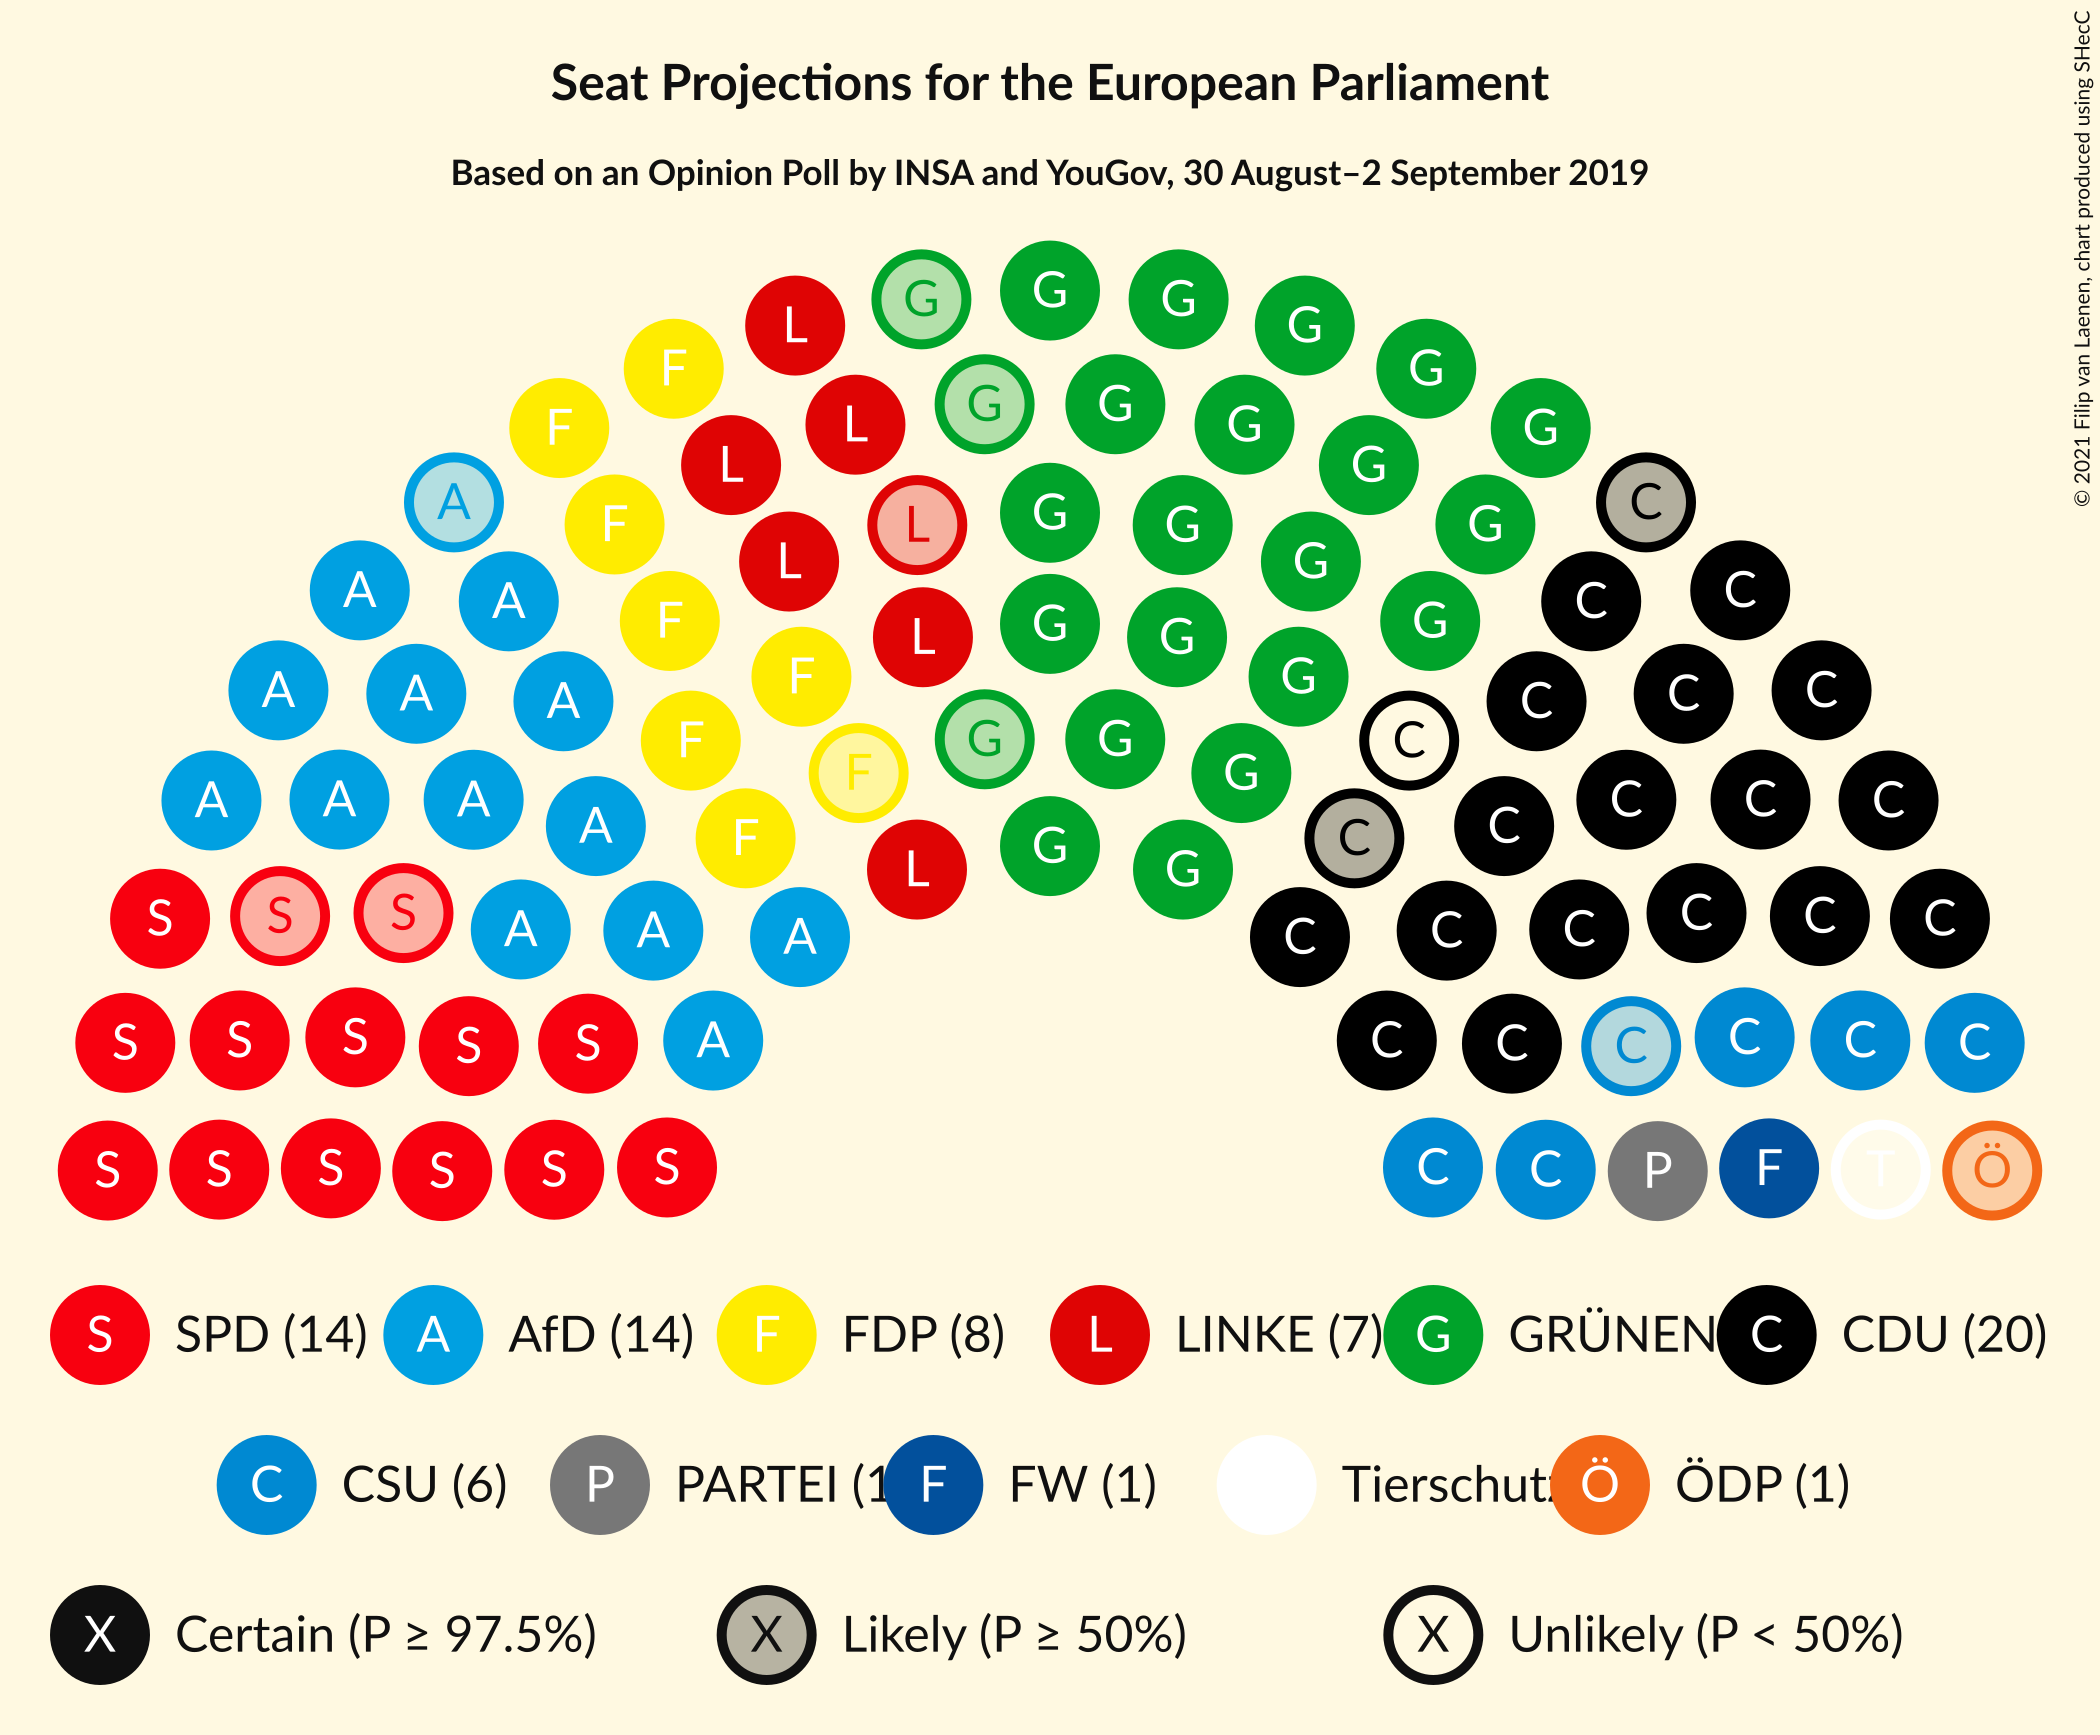 Seat Projections for the European Parliament
Based on an Opinion Poll by INSA and YouGov, 30 August–2 September 2019
© 2021 Filip van Laenen, chart produced using SHecC
G G G G
L L
F G
F L G G G F
L L G G G
A F L G G G G C
A A F L G G G G C C
A A A F F G G G G C C C C
A A A A F F L G G C C C C C C
S S S A A A C C C C C C
S S S S S A C C C C C C
S S S S S S C C P F T Ö
S SPD (14) A AfD (14) F FDP (8) L LINKE (7) G GRÜNEN C CDU (20)
C CSU (6) P PARTEI (1 F FW (1) Tierschutz Ö ÖDP (1)
X Certain (P ≥ 97.5%) X Likely (P ≥ 50%) X Unlikely (P < 50%)